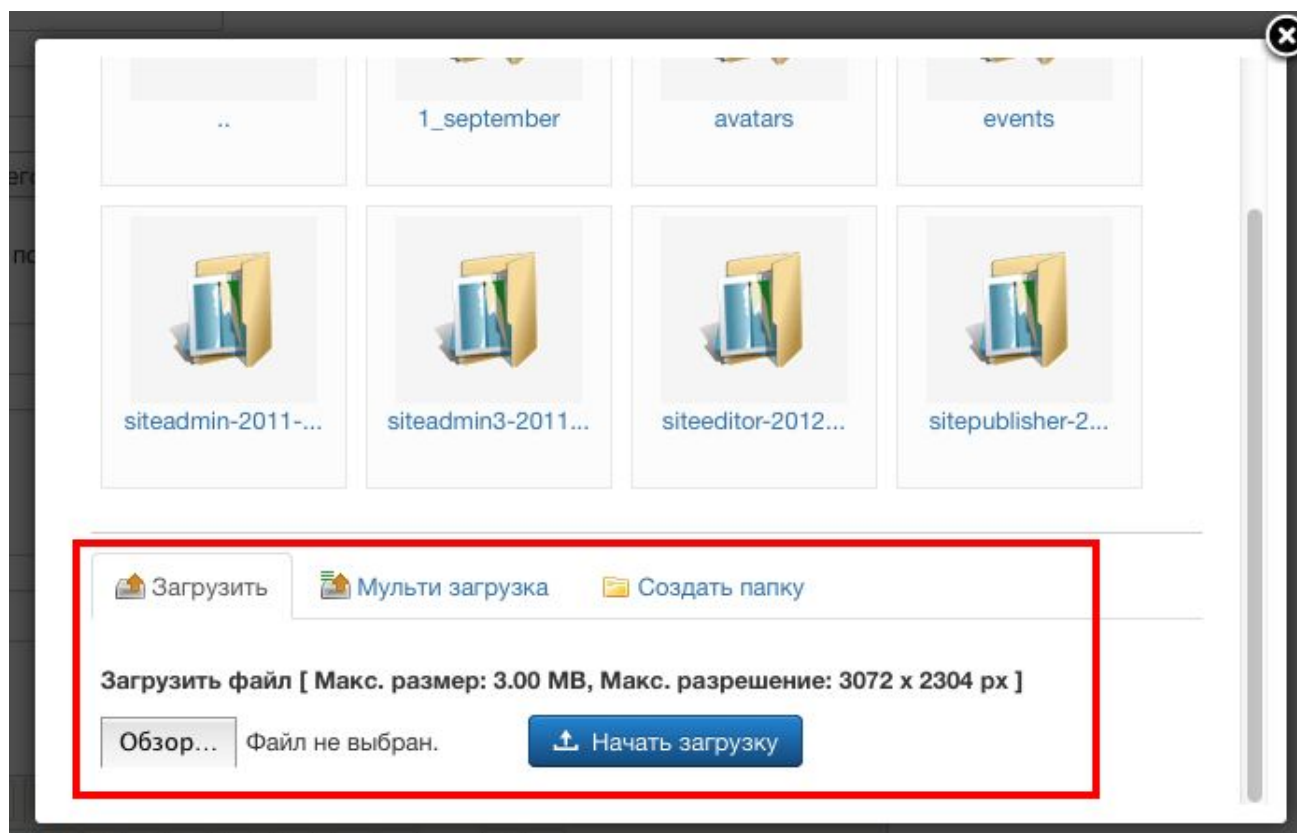 ..
1_september
avatars
events
siteadmin-2011-...
siteadmin3-2011...
siteeditor-2012...
sitepublisher-2...
Загрузить
Мульти загрузка
Создать папку
Загрузить файл [ Макс. размер: 3.00 MB, Макс. разрешение: 3072 x 2304 px ]
Обзор... Файл не выбран. Начать загрузку